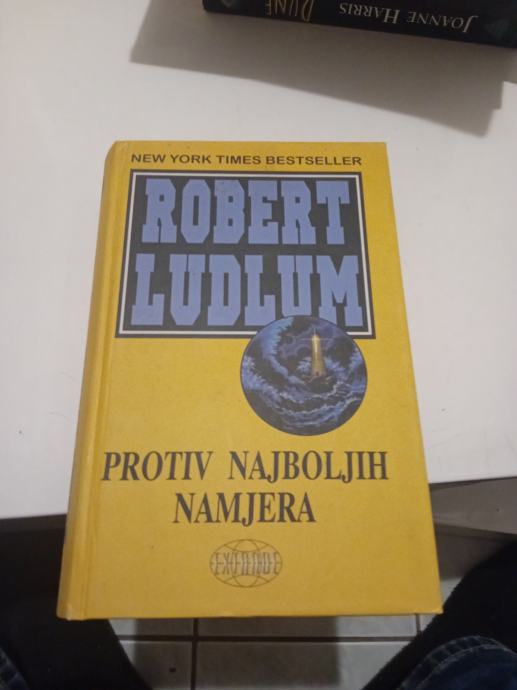 JOANNE HARRIS
NEW YORK TIMES BESTSELLER
ROBERT
LUDLUM
PROTIV NAJBOLJIH
NAMJERA